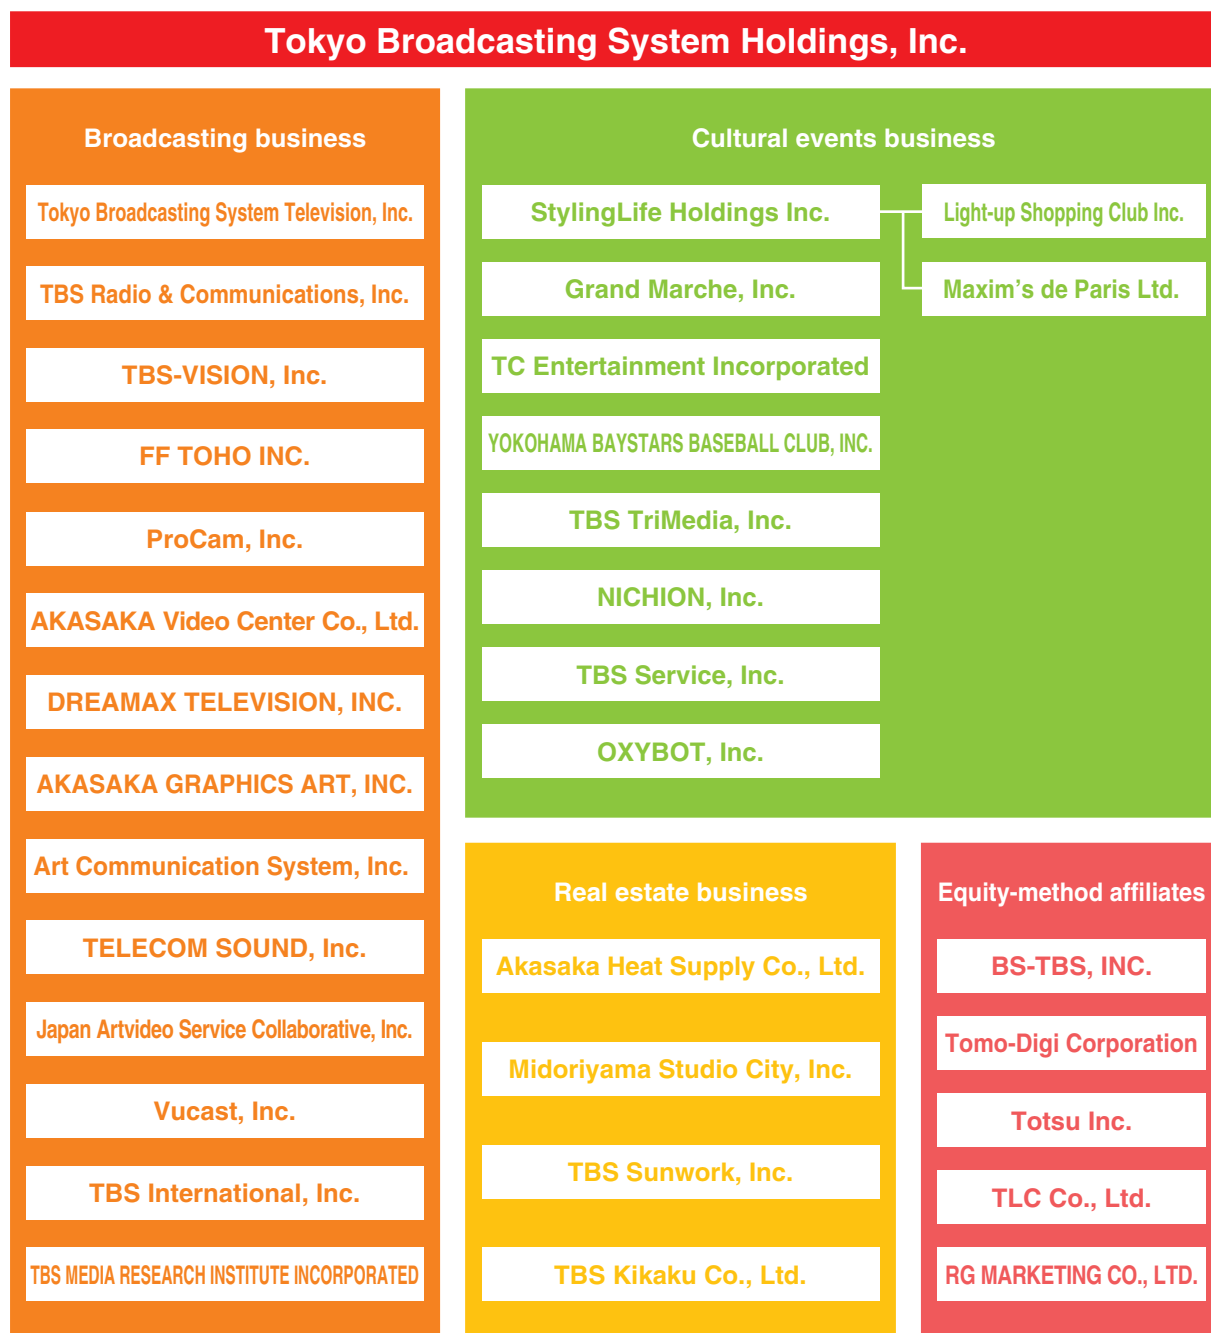 Tokyo Broadcasting System Holdings, Inc.
Broadcasting business
Tokyo Broadcasting System Television, Inc.
TBS Radio & Communications, Inc.
TBS-VISION, Inc.
FF TOHO INC.
ProCam, Inc.
AKASAKA Video Center Co., Ltd.
DREAMAX TELEVISION, INC.
AKASAKA GRAPHICS ART, INC.
Art Communication System, Inc.
TELECOM SOUND, Inc.
Japan Artvideo Service Collaborative, Inc.
Vucast, Inc.
TBS International, Inc.
TBS MEDIA RESEARCH INSTITUTE INCORPORATED
Cultural events business
StylingLife Holdings Inc.
Light-up Shopping Club Inc.
Maxim's de Paris Ltd.
Grand Marche, Inc.
TC Entertainment Incorporated
YOKOHAMA BAYSTARS BASEBALL CLUB, INC.
TBS TriMedia, Inc.
NICHION, Inc.
TBS Service, Inc.
OXYBOT, Inc.
Real estate business
Akasaka Heat Supply Co., Ltd.
Midoriyama Studio City, Inc.
TBS Sunwork, Inc.
TBS Kikaku Co., Ltd.
Equity-method affiliates
BS-TBS, INC.
Tomo-Digi Corporation
Totsu Inc.
TLC Co., Ltd.
RG MARKETING CO., LTD.